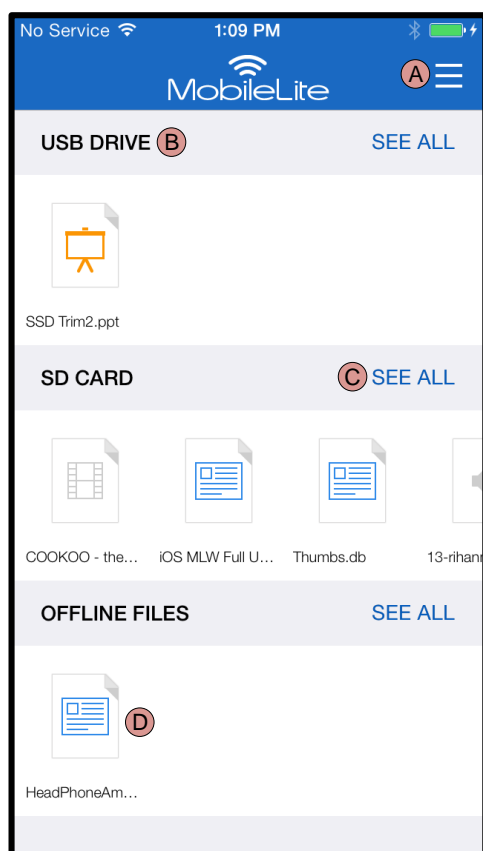 No Service 1:09 PM
MobileLite A
USB DRIVE B SEE ALL
SSD Trim2.ppt
SD CARD C SEE ALL
COOKOO - the... iOS MLW Full U... Thumbs.db 13-rihann
OFFLINE FILES SEE ALL
D
HeadPhoneAm...